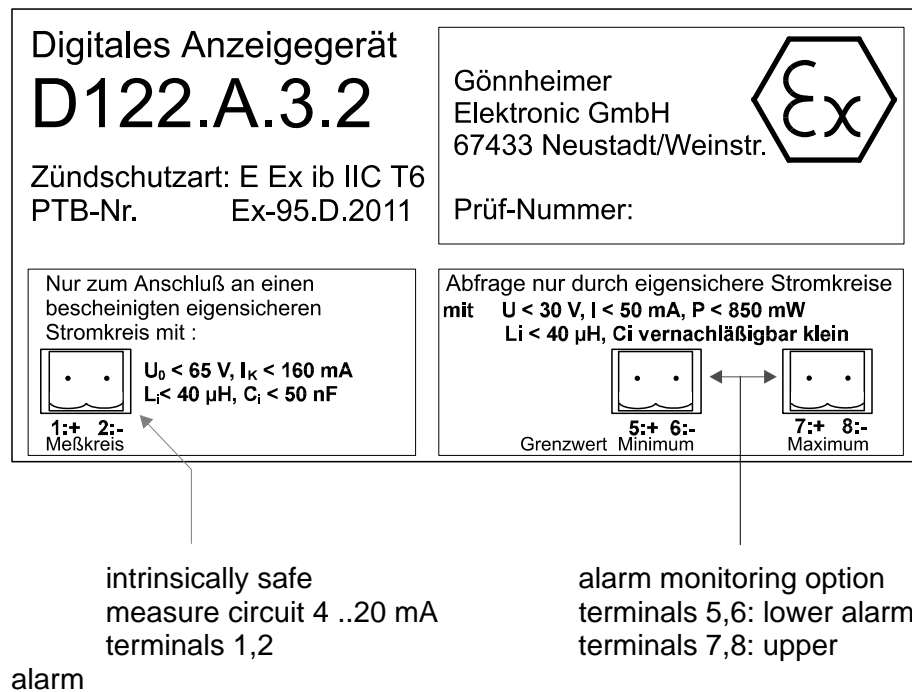 Digitales Anzeigegerät
D122.A.3.2
Zündschutzart: E Ex ib IIC T6
PTB-Nr. Ex-95.D.2011
Gönnheimer
Elektronic GmbH
67433 Neustadt/Weinstr.
Prüf-Nummer:
Ex
Nur zum Anschluß an einen
bescheinigten eigensicheren
Stromkreis mit :
U₀ < 65 V, Iₖ < 160 mA
Lᵢ< 40 µH, Cᵢ < 50 nF
1:+ 2:-
Meßkreis
Abfrage nur durch eigensichere Stromkreise
mit U < 30 V, I < 50 mA, P < 850 mW
Li < 40 µH, Ci vernachläßigbar klein
5:+ 6:- 7:+ 8:-
Grenzwert Minimum Maximum
intrinsically safe
measure circuit 4 ..20 mA
terminals 1,2
alarm monitoring option
terminals 5,6: lower alarm
terminals 7,8: upper
alarm